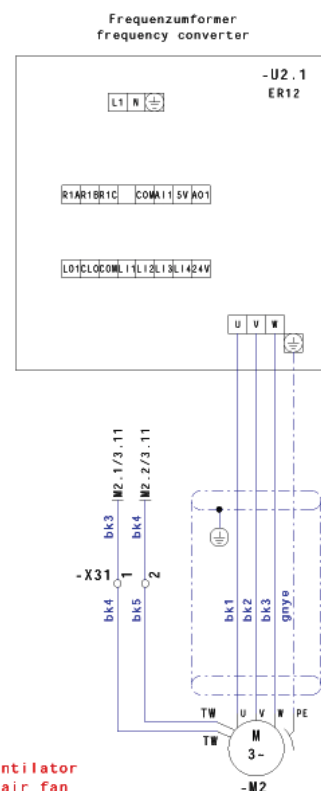 Frequenzumformer
frequency converter
-U2.1
ER12
L1 N
R1A R1B R1C COM AI1 5V AO1
LO1 CLO COM LI1 LI2 LI3 LI4 24V
U V W
M2.1/3.11
M2.2/3.11
bk3
bk4
-X31
1
2
bk4
bk5
bk1
bk2
bk3
gnye
TW
U V W PE
TW
M
3~
-M2
ntilator
air fan